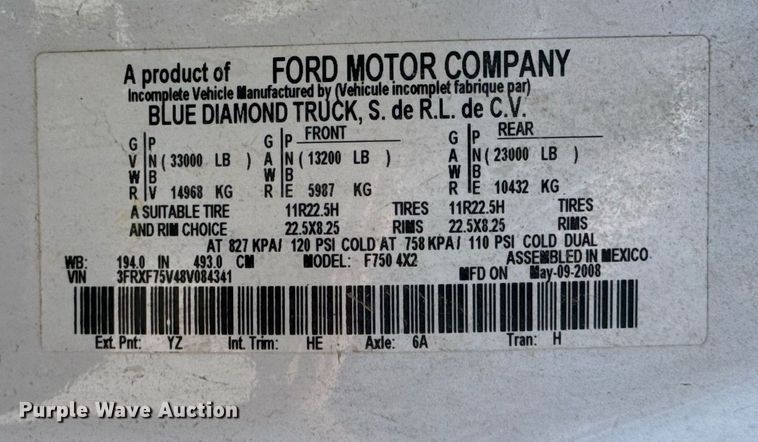 A product of FORD MOTOR COMPANY
Incomplete Vehicle Manufactured by (Vehicule incomplet fabrique par)
BLUE DIAMOND TRUCK, S. de R.L. de C.V.
FRONT REAR
G P G P G P
V N ( 33000 LB ) A N ( 13200 LB ) A N ( 23000 LB )
W B W B W B
R V 14968 KG R E 5987 KG R E 10432 KG
A SUITABLE TIRE 11R22.5H TIRES 11R22.5H TIRES
AND RIM CHOICE 22.5X8.25 RIMS 22.5X8.25 RIMS
AT 827 KPA/ 120 PSI COLD AT 758 KPA/ 110 PSI COLD DUAL
WB: 194.0 IN 493.0 CM MODEL: F750 4X2 ASSEMBLED IN MEXICO
VIN 3FRXF75V48V084341 MFD ON May-09-2008
Ext. Pnt: YZ Int. Trim: HE Axle: 6A Tran: H
Purple Wave Auction